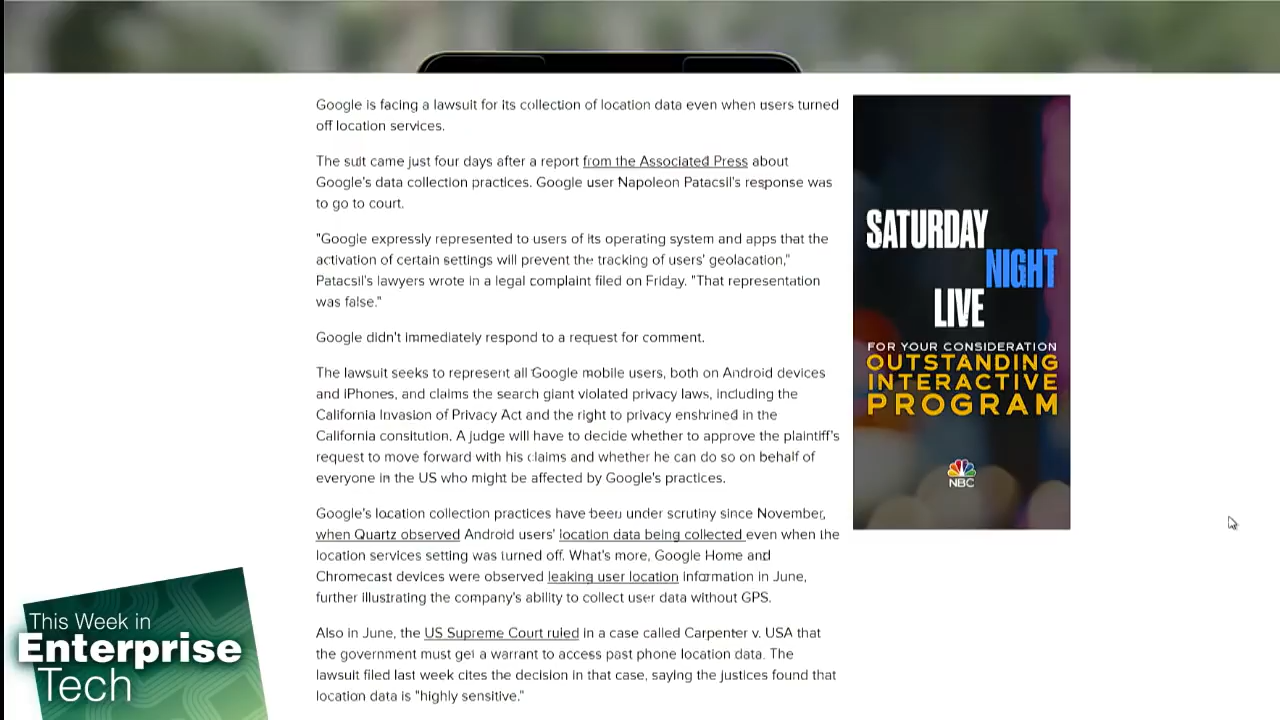 Google is facing a lawsuit for its collection of location data even when users turned
off location services.
The suit came just four days after a report from the Associated Press about
Google's data collection practices. Google user Napoleon Patacsil's response was
to go to court.
"Google expressly represented to users of its operating system and apps that the
activation of certain settings will prevent the tracking of users' geolacation,"
Patacsil's lawyers wrote in a legal complaint filed on Friday. "That representation
was false."
Google didn't immediately respond to a request for comment.
The lawsuit seeks to represent all Google mobile users, both on Android devices
and iPhones, and claims the search giant violated privacy laws, including the
California Invasion of Privacy Act and the right to privacy enshrined in the
California consitution. A judge will have to decide whether to approve the plaintiff's
request to move forward with his claims and whether he can do so on behalf of
everyone in the US who might be affected by Google's practices.
Google's location collection practices have been under scrutiny since November,
when Quartz observed Android users' location data being collected even when the
location services setting was turned off. What's more, Google Home and
Chromecast devices were observed leaking user location information in June,
further illustrating the company's ability to collect user data without GPS.
Also in June, the US Supreme Court ruled in a case called Carpenter v. USA that
the government must get a warrant to access past phone location data. The
lawsuit filed last week cites the decision in that case, saying the justices found that
location data is "highly sensitive."
SATURDAY
NIGHT
LIVE
FOR YOUR CONSIDERATION
OUTSTANDING
INTERACTIVE
PROGRAM
NBC
This Week in
Enterprise
Tech